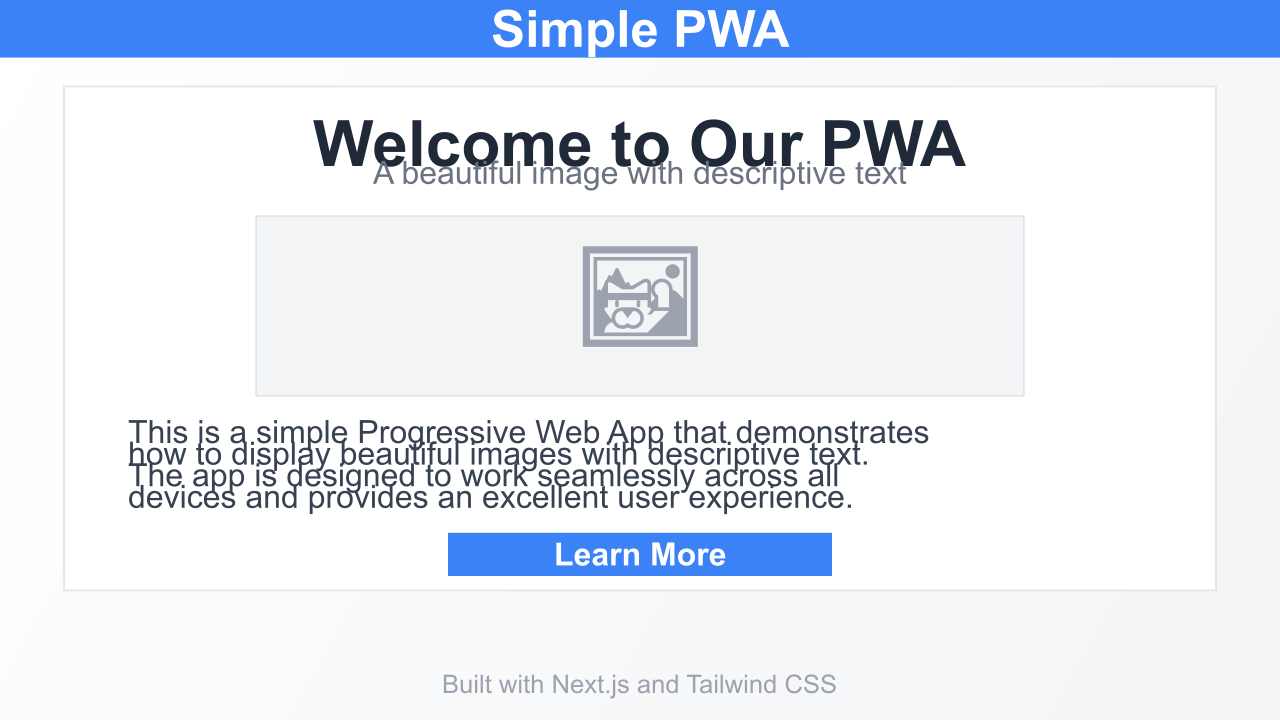 Simple PWA
Welcome to Our PWA
A beautiful image with descriptive text
This is a simple Progressive Web App that demonstrates
how to display beautiful images with descriptive text.
The app is designed to work seamlessly across all
devices and provides an excellent user experience.
Learn More
Built with Next.js and Tailwind CSS